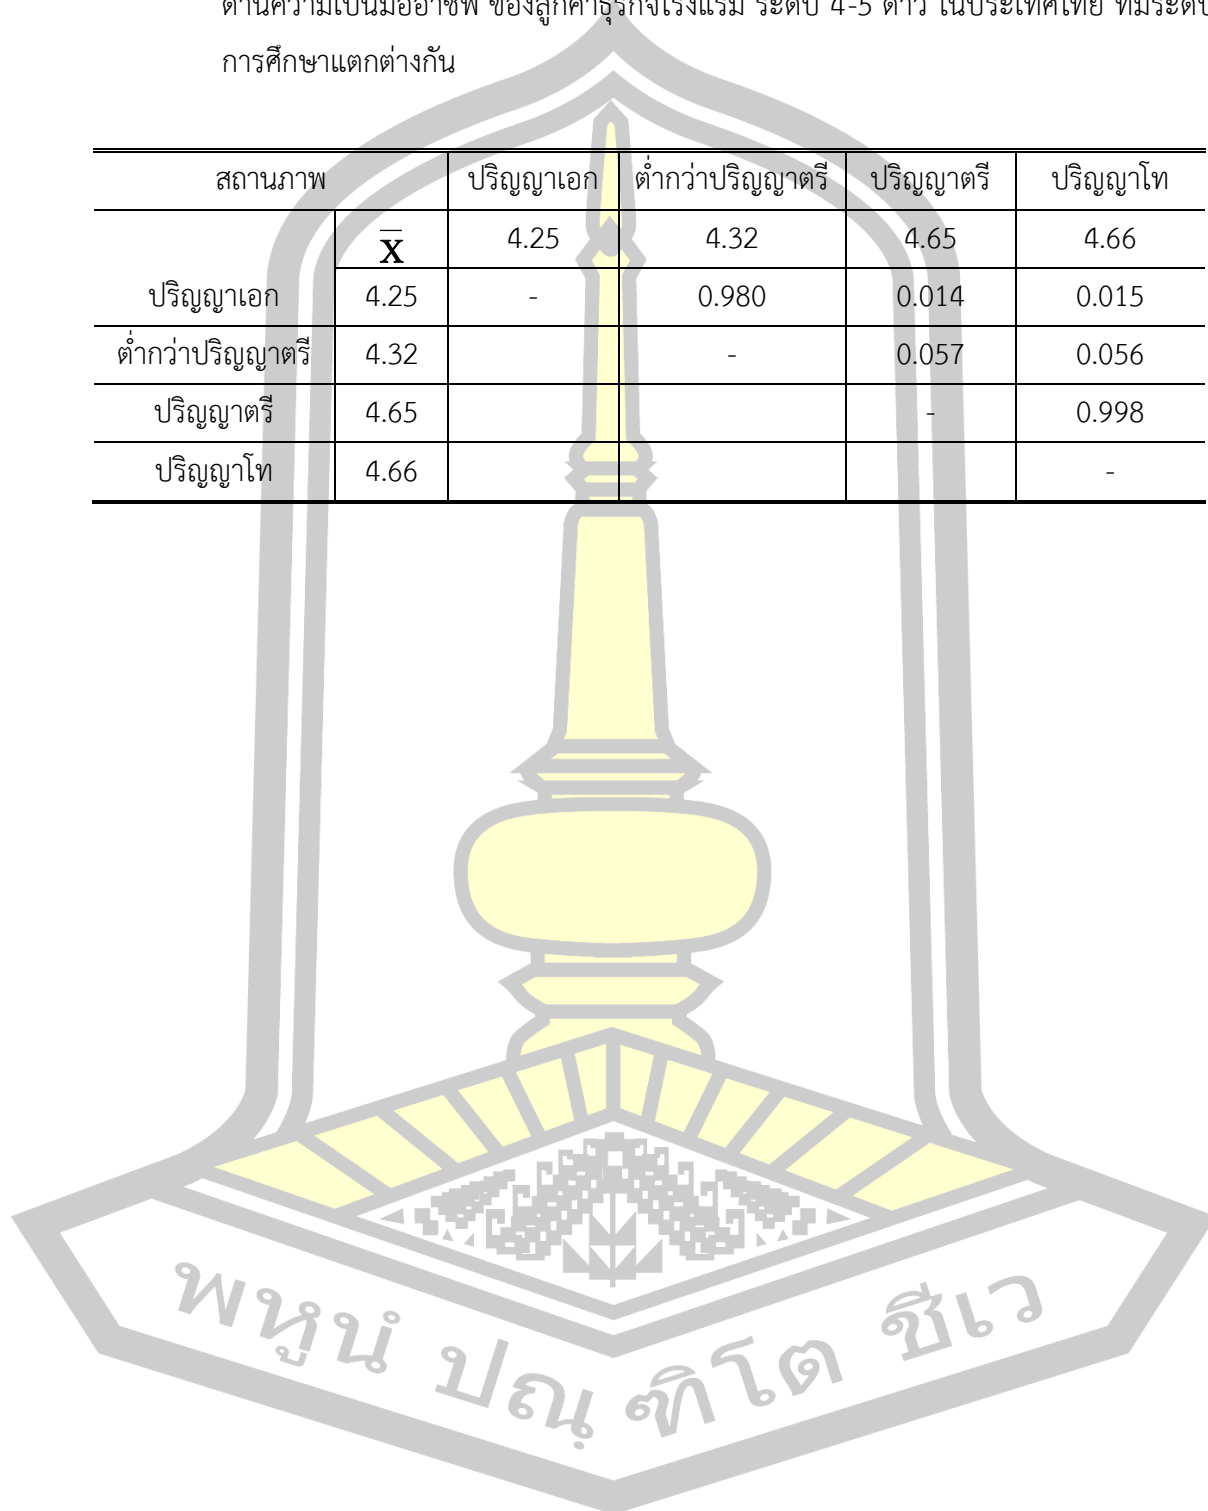 ด้านความเป็นมืออาชีพ ของลูกค้าธุรกิจโรงแรม ระดับ 4-5 ดาว ในประเทศไทย ที่มีระดับ
การศึกษาแตกต่างกัน
สถานภาพ ปริญญาเอก ต่ำกว่าปริญญาตรี ปริญญาตรี ปริญญาโท
X̄ 4.25 4.32 4.65 4.66
ปริญญาเอก 4.25 - 0.980 0.014 0.015
ต่ำกว่าปริญญาตรี 4.32 - 0.057 0.056
ปริญญาตรี 4.65 - 0.998
ปริญญาโท 4.66 -
พหูนํ ปณฺ ฑิโต ชีเว